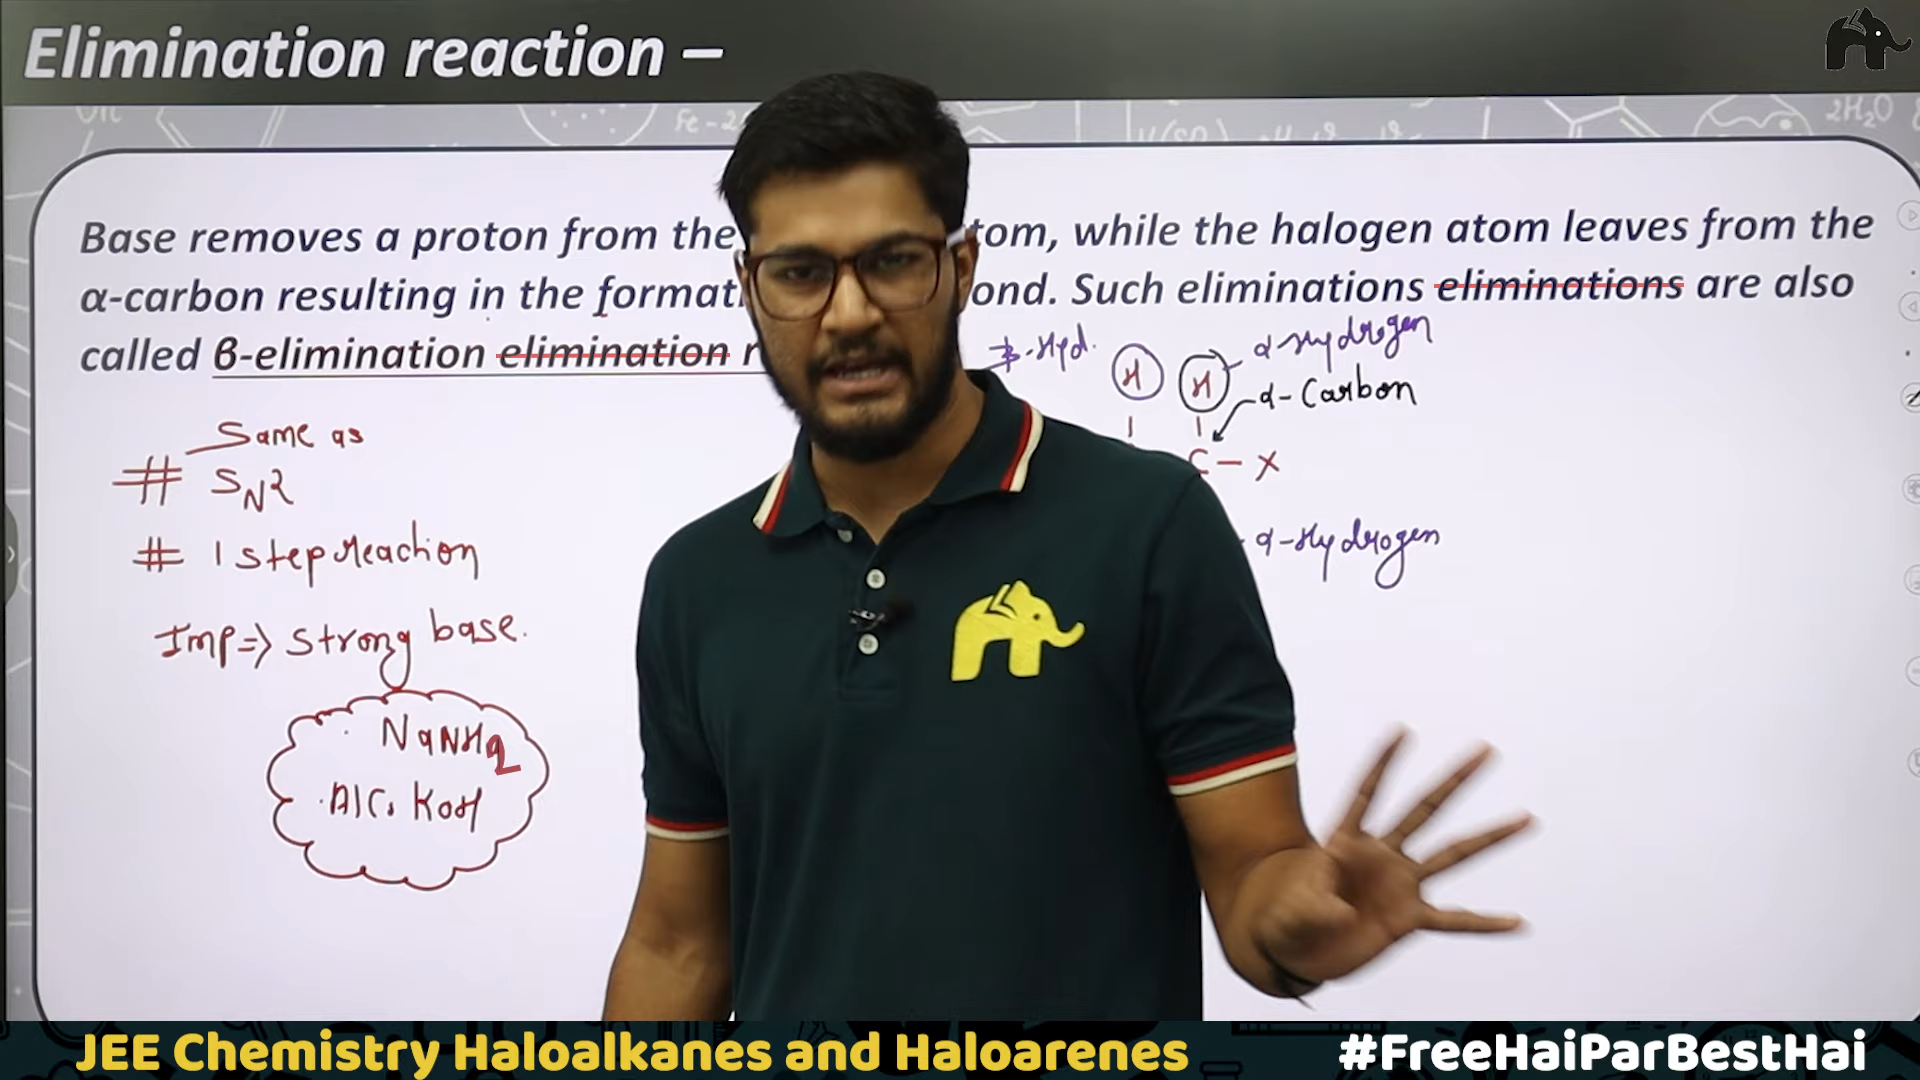 Elimination reaction –
Base removes a proton from the tom, while the halogen atom leaves from the
α-carbon resulting in the formati ond. Such eliminations eliminations are also
called β-elimination elimination r
β-Hyd.
H H
α-Hydrogen
α-Carbon
C – X
α-Hydrogen
Same as
# SN2
# 1 step reaction
Imp => strong base.
NaNH2
Alc. KOH
JEE Chemistry Haloalkanes and Haloarenes
#FreeHaiParBestHai